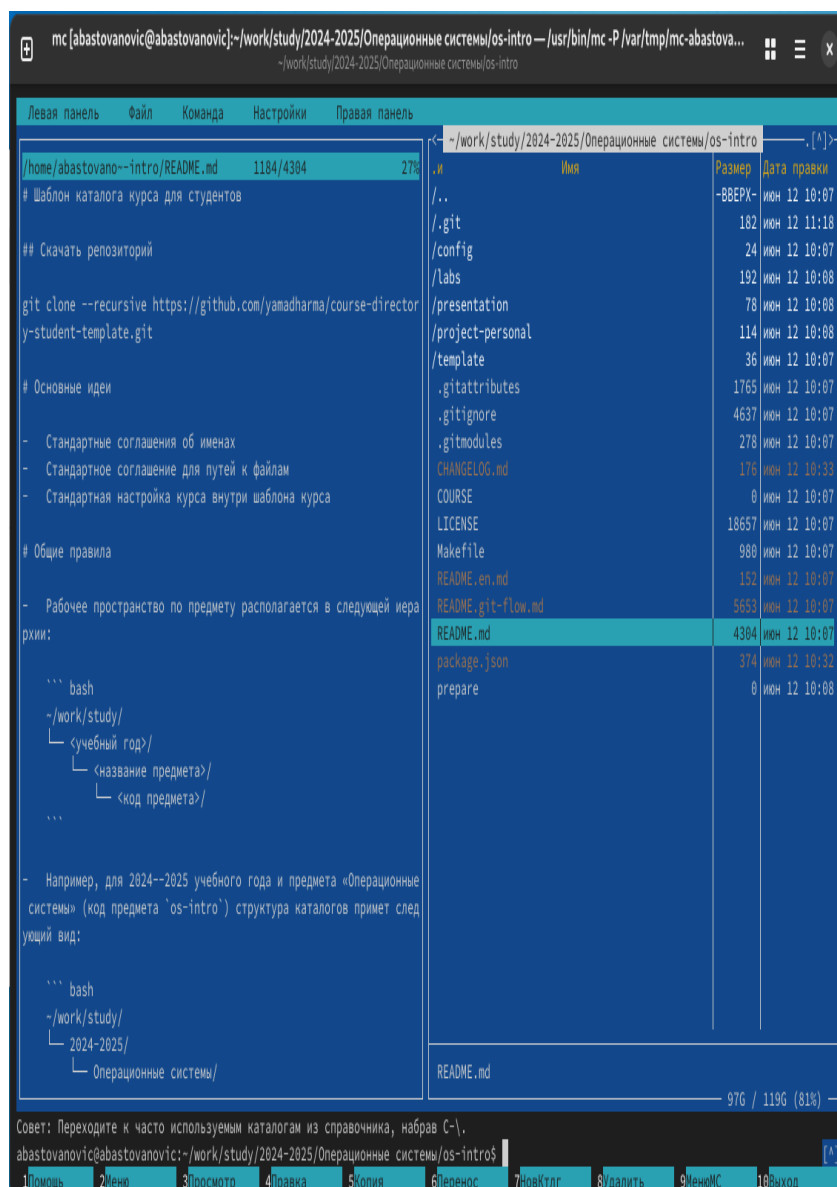 mc [abastovanovic@abastovanovic]:~/work/study/2024-2025/Операционные системы/os-intro — /usr/bin/mc -P /var/tmp/mc-abastova...
~/work/study/2024-2025/Операционные системы/os-intro
Левая панель Файл Команда Настройки Правая панель
/home/abastovano~-intro/README.md 1184/4304 27%
# Шаблон каталога курса для студентов
## Скачать репозиторий
git clone --recursive https://github.com/yamadharma/course-director
y-student-template.git
# Основные идеи
- Стандартные соглашения об именах
- Стандартное соглашение для путей к файлам
- Стандартная настройка курса внутри шаблона курса
# Общие правила
- Рабочее пространство по предмету располагается в следующей иера
рхии:
``` bash
~/work/study/
└── <учебный год>/
└── <название предмета>/
└── <код предмета>/
```
- Например, для 2024--2025 учебного года и предмета «Операционные
системы» (код предмета `os-intro`) структура каталогов примет след
ующий вид:
``` bash
~/work/study/
└── 2024-2025/
└── Операционные системы/
<- ~/work/study/2024-2025/Операционные системы/os-intro .[^]>
.и Имя Размер Дата правки
/.. -ВВЕРХ- июн 12 10:07
/.git 182 июн 12 11:18
/config 24 июн 12 10:07
/labs 192 июн 12 10:08
/presentation 78 июн 12 10:08
/project-personal 114 июн 12 10:08
/template 36 июн 12 10:07
.gitattributes 1765 июн 12 10:07
.gitignore 4637 июн 12 10:07
.gitmodules 278 июн 12 10:07
CHANGELOG.md 176 июн 12 10:33
COURSE 0 июн 12 10:07
LICENSE 18657 июн 12 10:07
Makefile 980 июн 12 10:07
README.en.md 152 июн 12 10:07
README.git-flow.md 5653 июн 12 10:07
README.md 4304 июн 12 10:07
package.json 374 июн 12 10:32
prepare 0 июн 12 10:08
README.md
97G / 119G (81%)
Совет: Переходите к часто используемым каталогам из справочника, набрав C-\.
abastovanovic@abastovanovic:~/work/study/2024-2025/Операционные системы/os-intro$ [^]
1Помощь 2Меню 3Просмотр 4Правка 5Копия 6Перенос 7НовКтлг 8Удалить 9МенюMC 10Выход